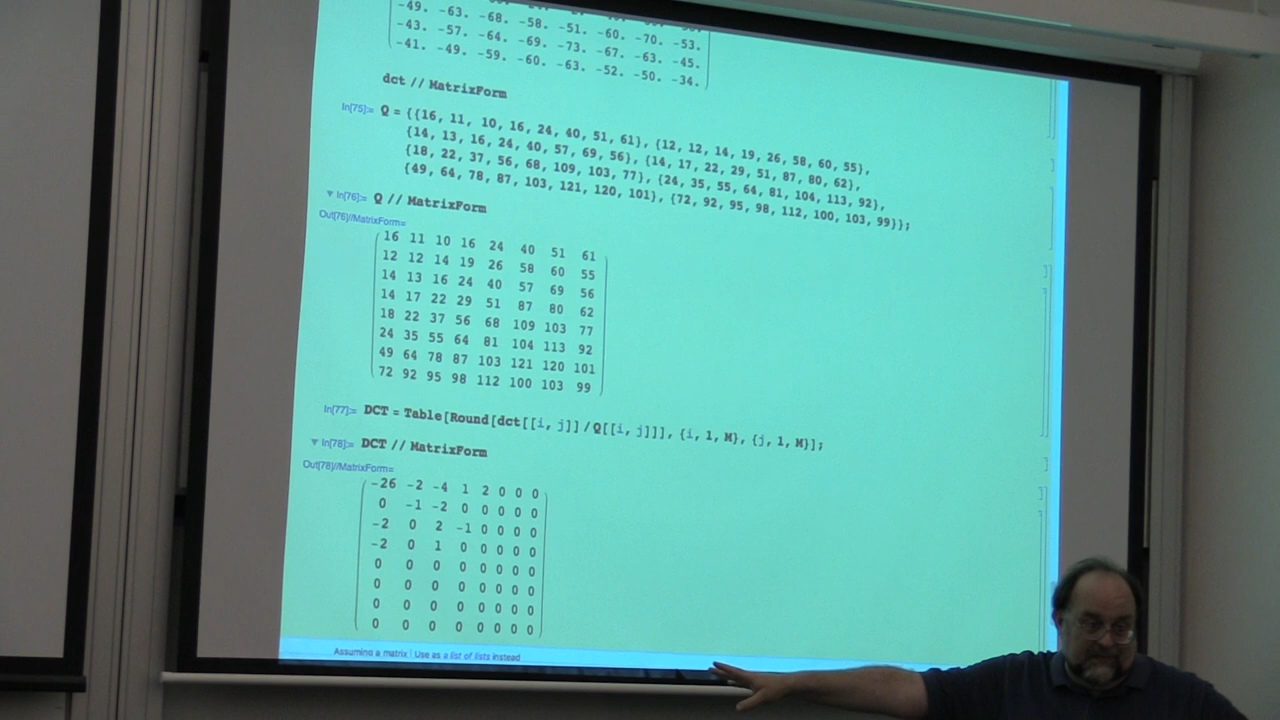 -49. -63. -68. -58. -51. -60. -70. -53.
-43. -57. -64. -69. -73. -67. -63. -45.
-41. -49. -59. -60. -63. -52. -50. -34.
dct // MatrixForm
In[75]:= Q = {{16, 11, 10, 16, 24, 40, 51, 61}, {12, 12, 14, 19, 26, 58, 60, 55},
{14, 13, 16, 24, 40, 57, 69, 56}, {14, 17, 22, 29, 51, 87, 80, 62},
{18, 22, 37, 56, 68, 109, 103, 77}, {24, 35, 55, 64, 81, 104, 113, 92},
{49, 64, 78, 87, 103, 121, 120, 101}, {72, 92, 95, 98, 112, 100, 103, 99}};
In[76]:= Q // MatrixForm
Out[76]//MatrixForm=
16 11 10 16 24 40 51 61
12 12 14 19 26 58 60 55
14 13 16 24 40 57 69 56
14 17 22 29 51 87 80 62
18 22 37 56 68 109 103 77
24 35 55 64 81 104 113 92
49 64 78 87 103 121 120 101
72 92 95 98 112 100 103 99
In[77]:= DCT = Table[Round[dct[[i, j]] / Q[[i, j]]], {i, 1, M}, {j, 1, M}];
In[78]:= DCT // MatrixForm
Out[78]//MatrixForm=
-26 -2 -4 1 2 0 0 0
0 -1 -2 0 0 0 0 0
-2 0 2 -1 0 0 0 0
-2 0 1 0 0 0 0 0
0 0 0 0 0 0 0 0
0 0 0 0 0 0 0 0
0 0 0 0 0 0 0 0
0 0 0 0 0 0 0 0
Assuming a matrix | Use as a list of lists instead